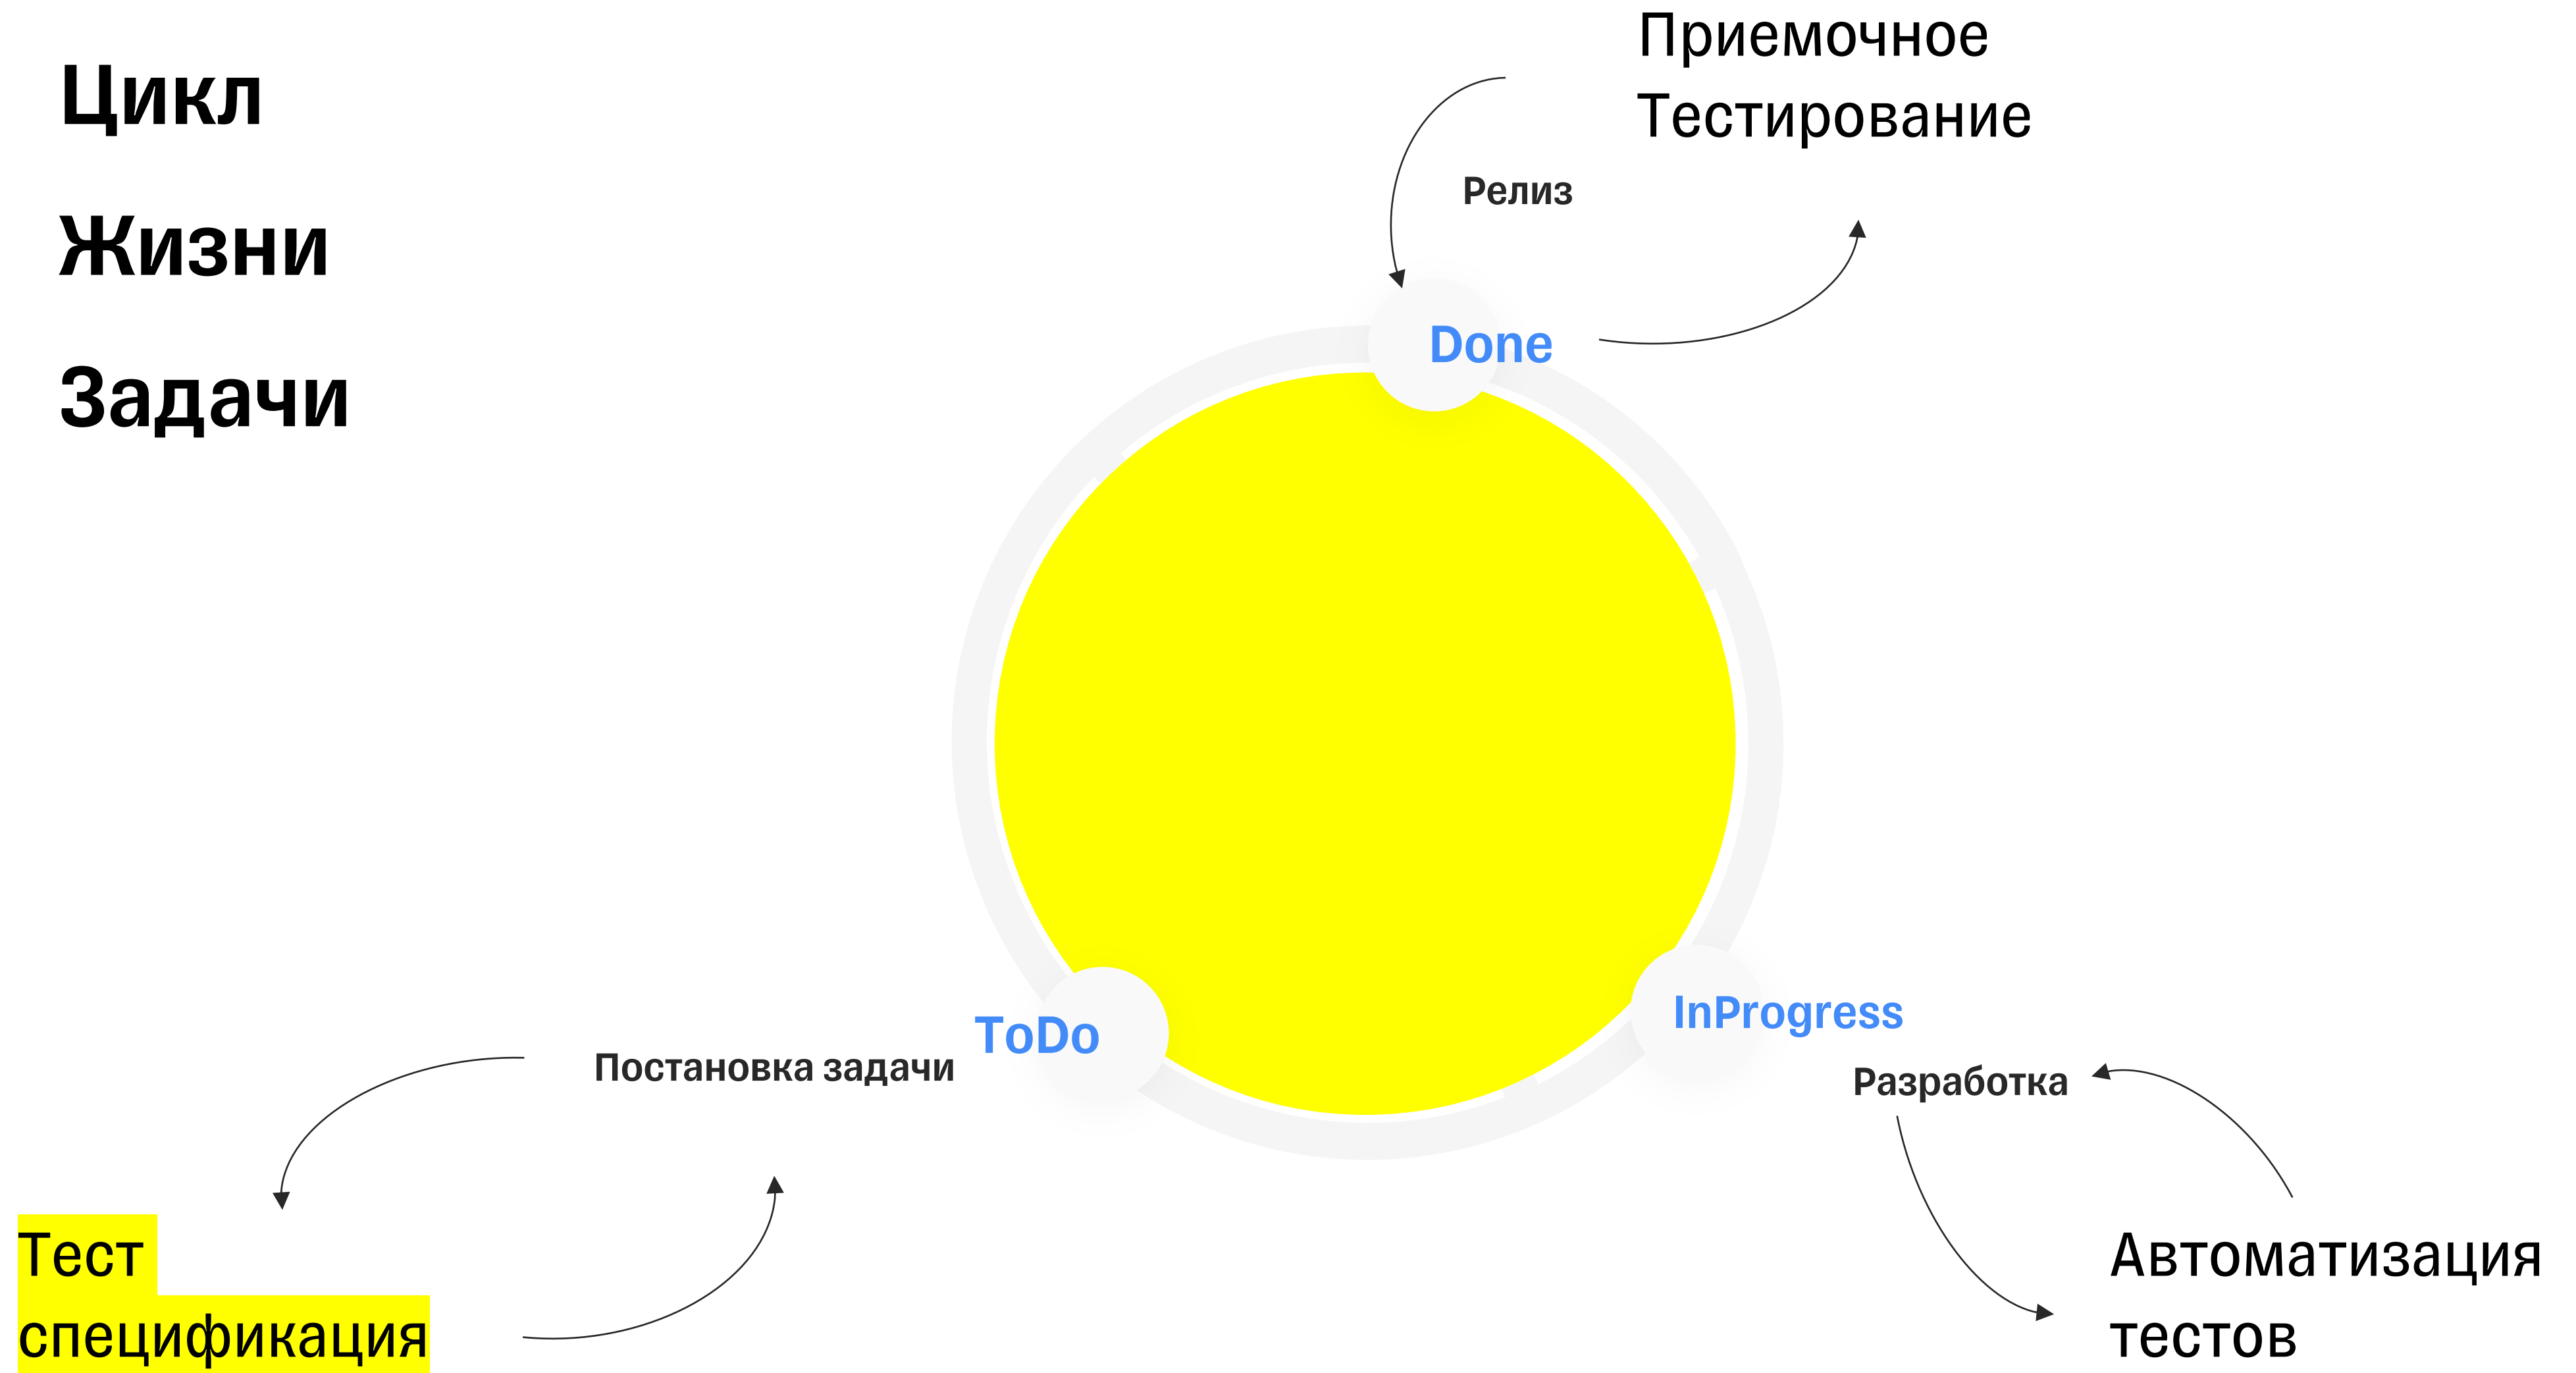 Цикл
Жизни
Задачи
Приемочное
Тестирование
Релиз
Done
ToDo
Постановка задачи
InProgress
Разработка
Тест
спецификация
Автоматизация
тестов